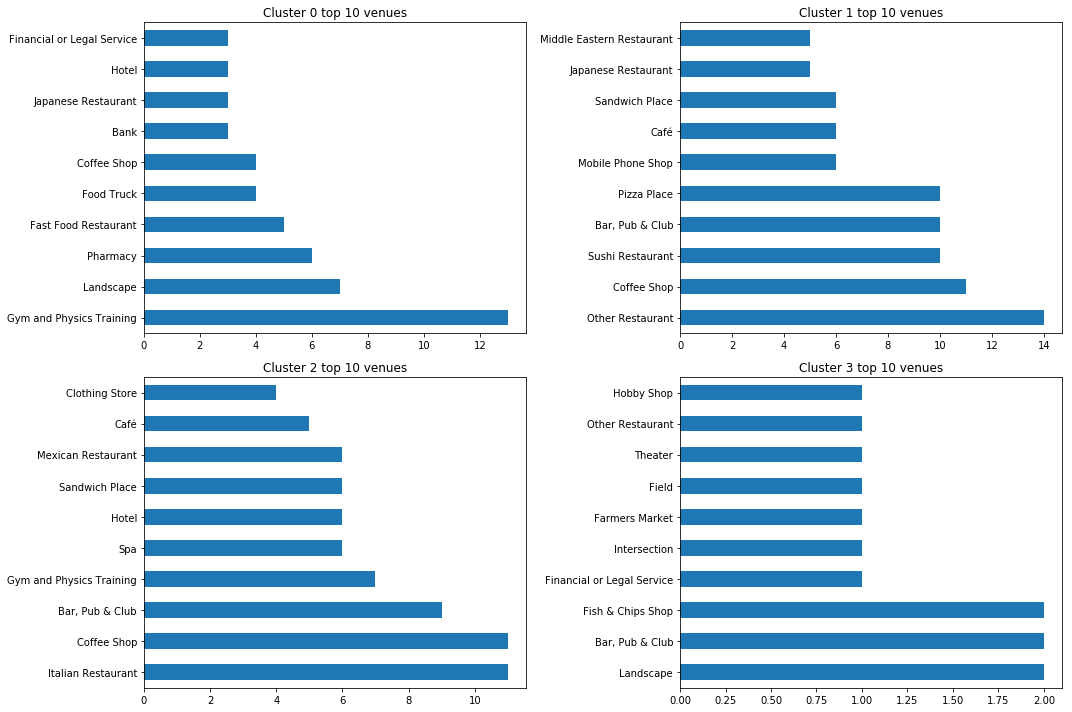 Cluster 0 top 10 venues
Financial or Legal Service
Hotel
Japanese Restaurant
Bank
Coffee Shop
Food Truck
Fast Food Restaurant
Pharmacy
Landscape
Gym and Physics Training
0 2 4 6 8 10 12
Cluster 1 top 10 venues
Middle Eastern Restaurant
Japanese Restaurant
Sandwich Place
Café
Mobile Phone Shop
Pizza Place
Bar, Pub & Club
Sushi Restaurant
Coffee Shop
Other Restaurant
0 2 4 6 8 10 12 14
Cluster 2 top 10 venues
Clothing Store
Café
Mexican Restaurant
Sandwich Place
Hotel
Spa
Gym and Physics Training
Bar, Pub & Club
Coffee Shop
Italian Restaurant
0 2 4 6 8 10
Cluster 3 top 10 venues
Hobby Shop
Other Restaurant
Theater
Field
Farmers Market
Intersection
Financial or Legal Service
Fish & Chips Shop
Bar, Pub & Club
Landscape
0.00 0.25 0.50 0.75 1.00 1.25 1.50 1.75 2.00